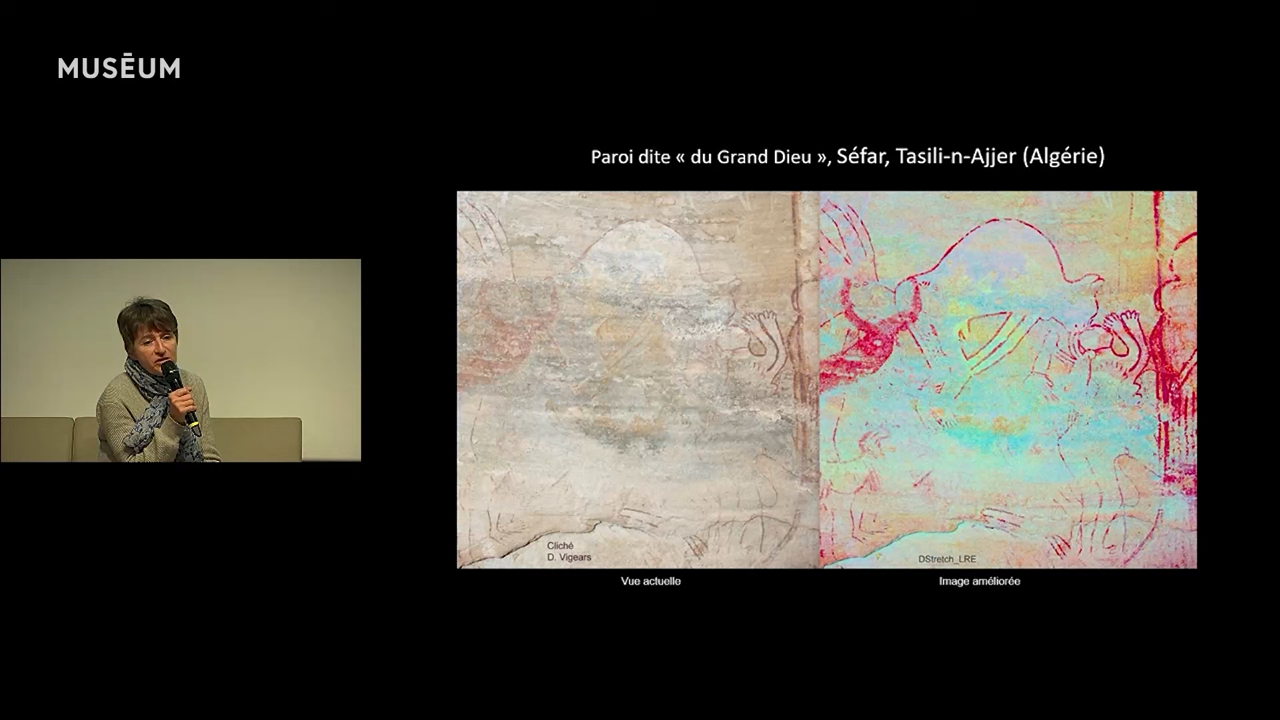 MUSĒUM
Paroi dite « du Grand Dieu », Séfar, Tasili-n-Ajjer (Algérie)
Cliché
D. Vigears
DStretch_LRE
Vue actuelle
Image améliorée